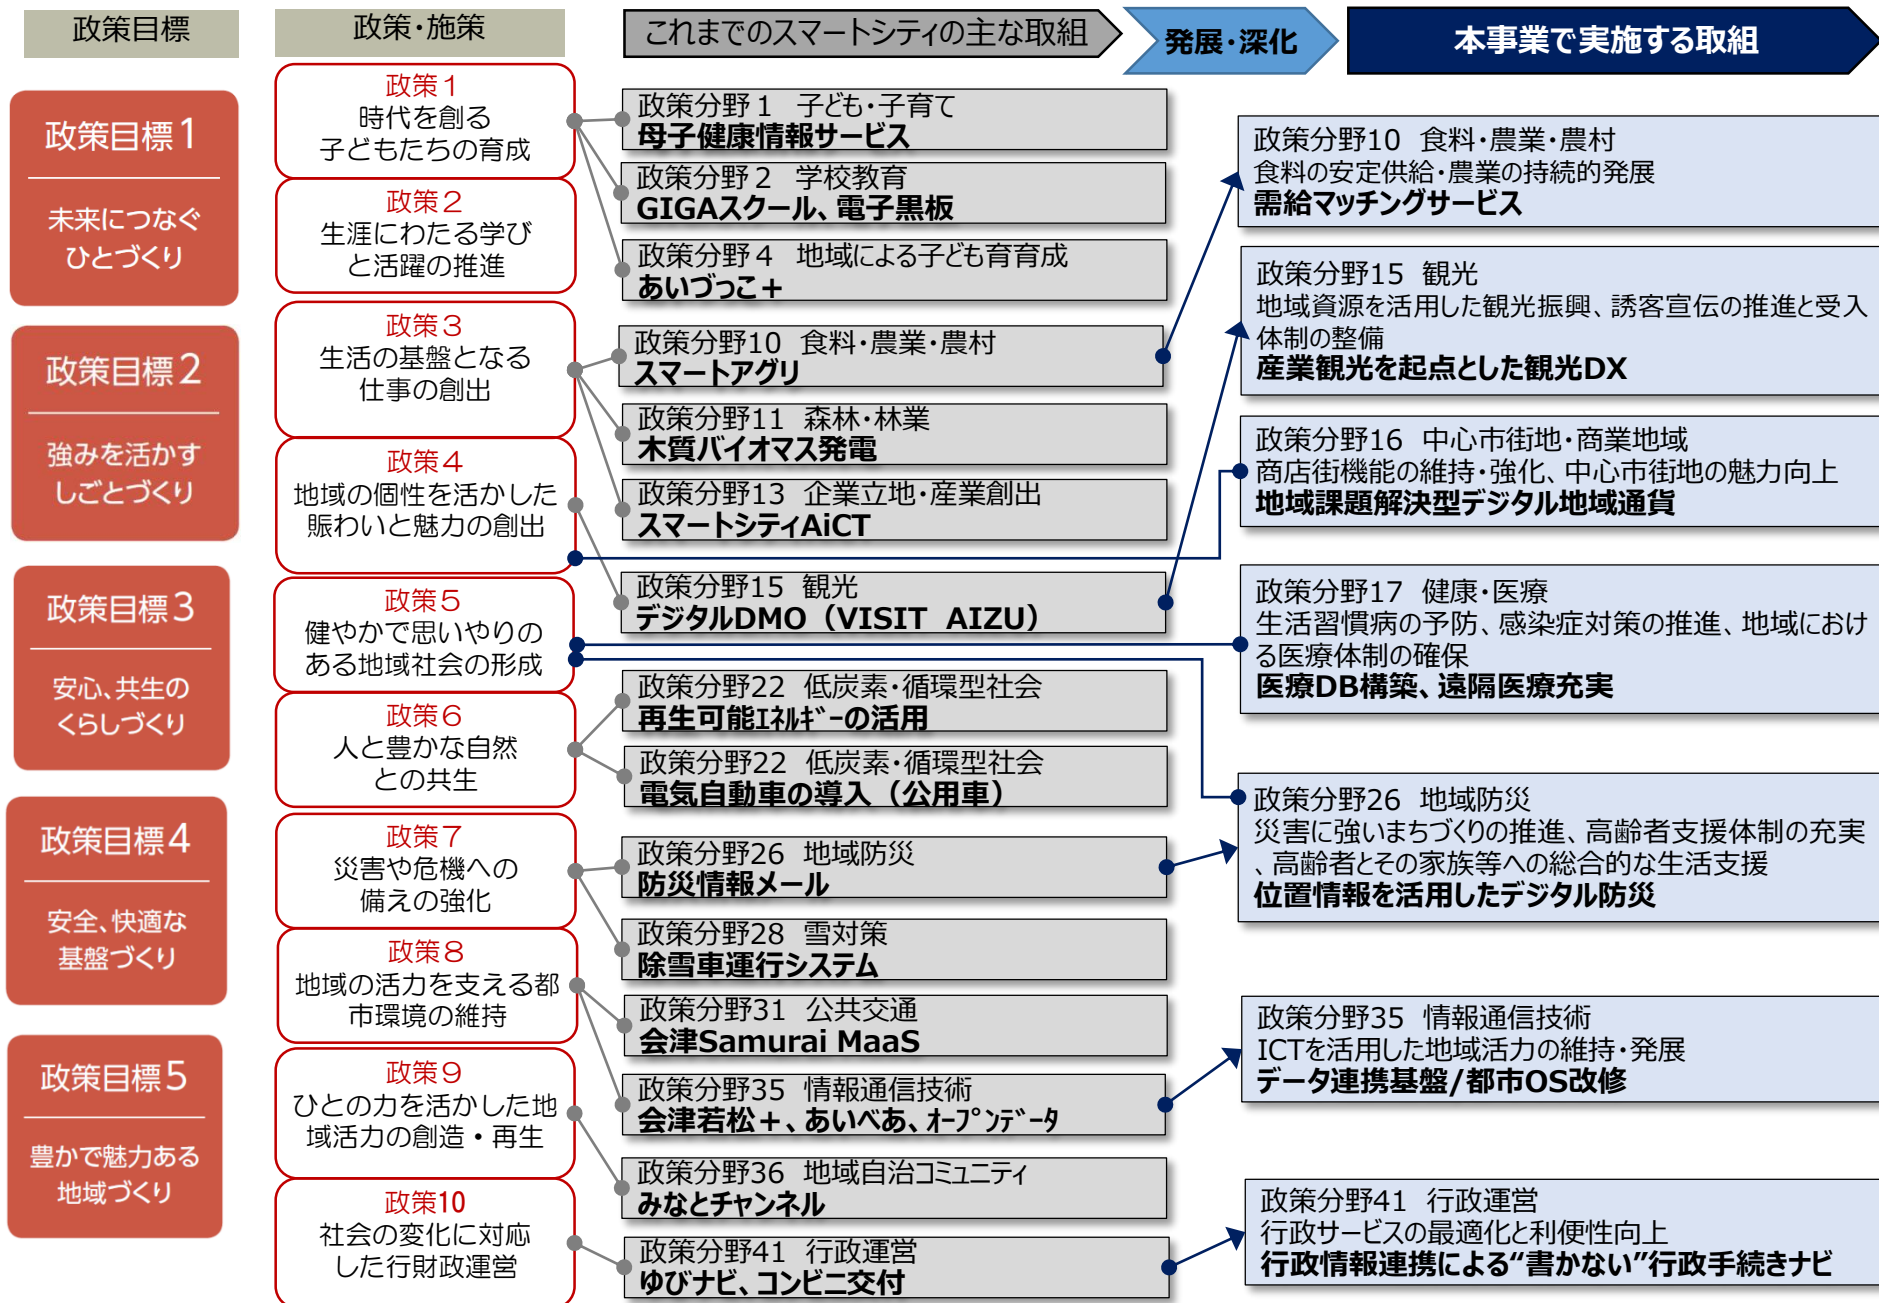 政策目標
政策・施策
これまでのスマートシティの主な取組
発展・深化
本事業で実施する取組
政策目標1
未来につなぐ
ひとづくり
政策目標2
強みを活かす
しごとづくり
政策目標3
安心、共生の
くらしづくり
政策目標4
安全、快適な
基盤づくり
政策目標5
豊かで魅力ある
地域づくり
政策1
時代を創る
子どもたちの育成
政策2
生涯にわたる学び
と活躍の推進
政策3
生活の基盤となる
仕事の創出
政策4
地域の個性を活かした
賑わいと魅力の創出
政策5
健やかで思いやりの
ある地域社会の形成
政策6
人と豊かな自然
との共生
政策7
災害や危機への
備えの強化
政策8
地域の活力を支える都
市環境の維持
政策9
ひとの力を活かした地
域活力の創造・再生
政策10
社会の変化に対応
した行財政運営
政策分野1 子ども・子育て
母子健康情報サービス
政策分野2 学校教育
GIGAスクール、電子黒板
政策分野4 地域による子ども育育成
あいづっこ+
政策分野10 食料・農業・農村
スマートアグリ
政策分野11 森林・林業
木質バイオマス発電
政策分野13 企業立地・産業創出
スマートシティAiCT
政策分野15 観光
デジタルDMO(VISIT AIZU)
政策分野22 低炭素・循環型社会
再生可能ｴﾈﾙｷﾞｰの活用
政策分野22 低炭素・循環型社会
電気自動車の導入(公用車)
政策分野26 地域防災
防災情報メール
政策分野28 雪対策
除雪車運行システム
政策分野31 公共交通
会津Samurai MaaS
政策分野35 情報通信技術
会津若松+、あいべあ、ｵｰﾌﾟﾝﾃﾞｰﾀ
政策分野36 地域自治コミュニティ
みなとチャンネル
政策分野41 行政運営
ゆびナビ、コンビニ交付
政策分野10 食料・農業・農村
食料の安定供給・農業の持続的発展
需給マッチングサービス
政策分野15 観光
地域資源を活用した観光振興、誘客宣伝の推進と受入
体制の整備
産業観光を起点とした観光DX
政策分野16 中心市街地・商業地域
商店街機能の維持・強化、中心市街地の魅力向上
地域課題解決型デジタル地域通貨
政策分野17 健康・医療
生活習慣病の予防、感染症対策の推進、地域におけ
る医療体制の確保
医療DB構築、遠隔医療充実
政策分野26 地域防災
災害に強いまちづくりの推進、高齢者支援体制の充実
、高齢者とその家族等への総合的な生活支援
位置情報を活用したデジタル防災
政策分野35 情報通信技術
ICTを活用した地域活力の維持・発展
データ連携基盤/都市OS改修
政策分野41 行政運営
行政サービスの最適化と利便性向上
行政情報連携による“書かない”行政手続きナビ